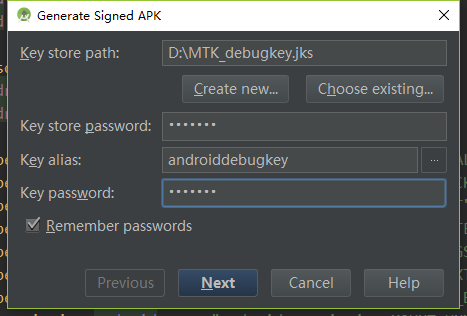 Generate Signed APK
Key store path: D:\MTK_debugkey.jks
Create new... Choose existing...
Key store password: •••••••
Key alias: androiddebugkey ...
Key password: •••••••
Remember passwords
Previous Next Cancel Help